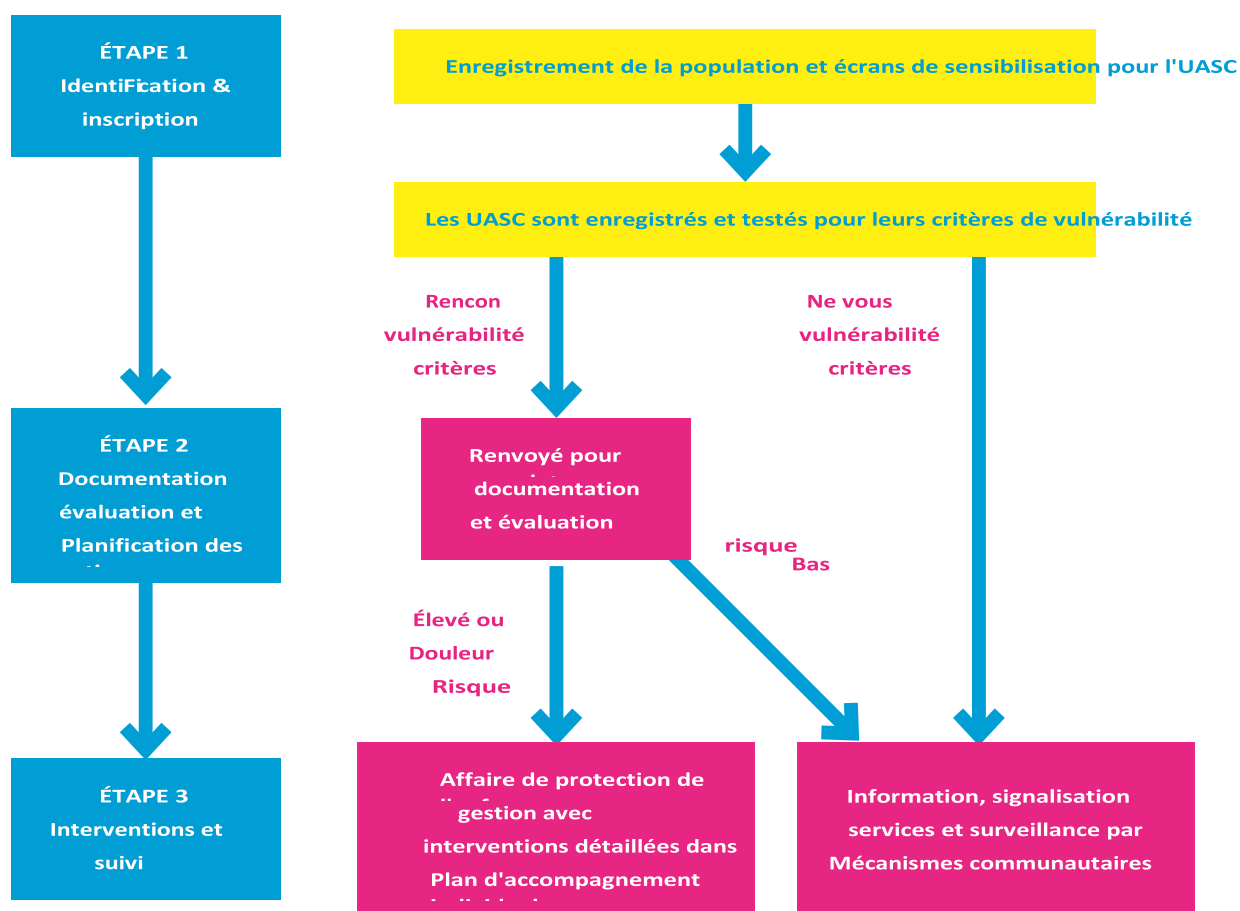 ÉTAPE 1
IdentiFication &
inscription
Enregistrement de la population et écrans de sensibilisation pour l'UASC
Les UASC sont enregistrés et testés pour leurs critères de vulnérabilité
Rencon
vulnérabilité
critères
Ne vous
vulnérabilité
critères
ÉTAPE 2
Documentation
évaluation et
Planification des
Renvoyé pour
documentation
et évaluation
risque
Bas
Élevé ou
Douleur
Risque
ÉTAPE 3
Interventions et
suivi
Affaire de protection de
gestion avec
interventions détaillées dans
Plan d'accompagnement
Information, signalisation
services et surveillance par
Mécanismes communautaires